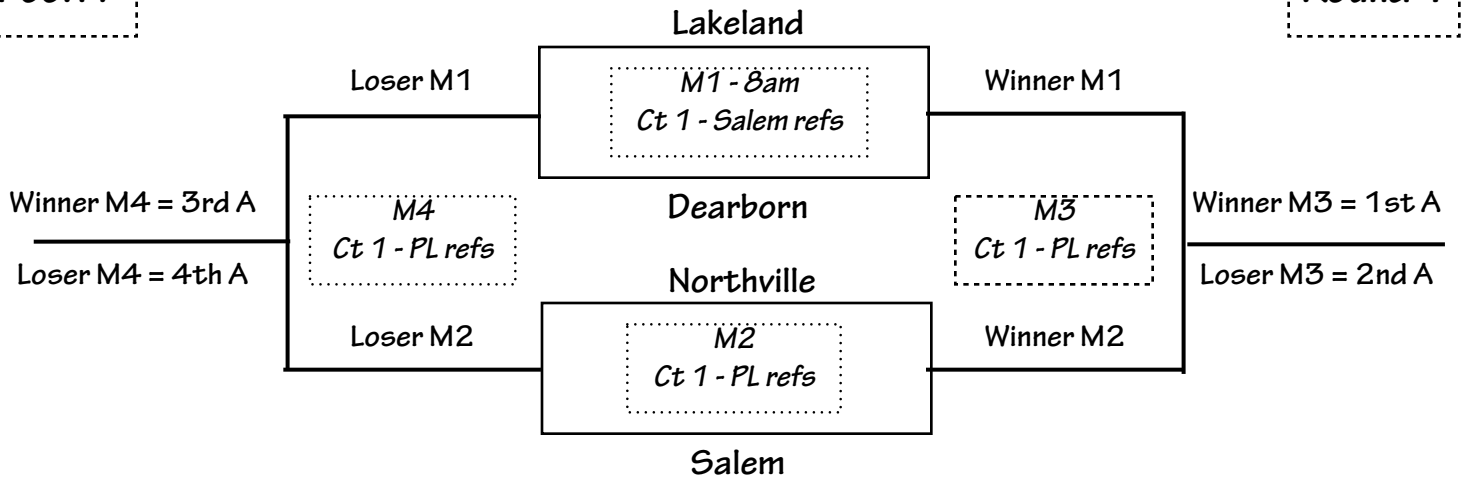 Lakeland
Loser M1
M1 - 8am
Ct 1 - Salem refs
Winner M1
Winner M4 = 3rd A
Loser M4 = 4th A
M4
Ct 1 - PL refs
Dearborn
Northville
M3
Ct 1 - PL refs
Winner M3 = 1st A
Loser M3 = 2nd A
Loser M2
M2
Ct 1 - PL refs
Winner M2
Salem